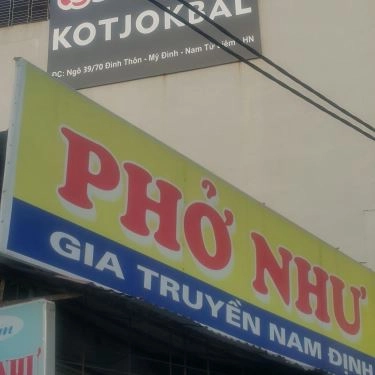 KOTJOKBAL
ĐC: Ngõ 39/70 Đình Thôn - Mỹ Đình - Nam Từ Liêm - HN
PHỞ NHƯ
GIA TRUYỀN NAM ĐỊNH
NHƯ